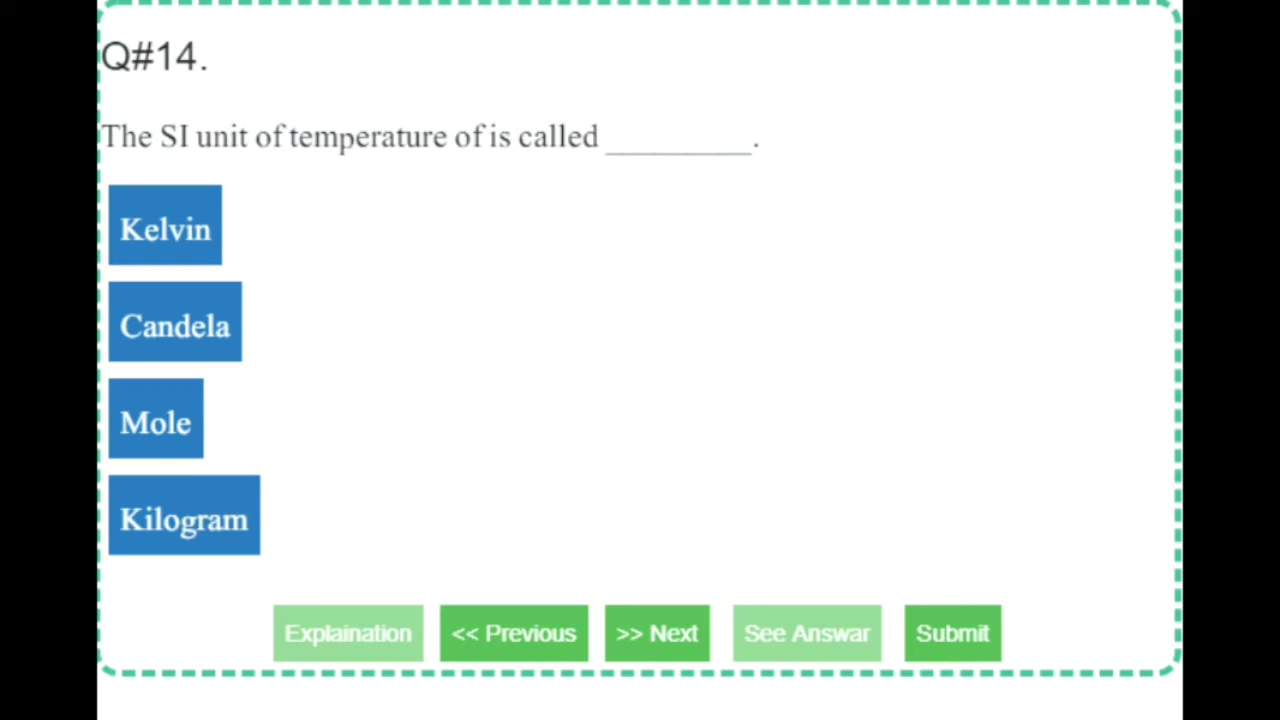 Q#14.
The SI unit of temperature of is called _________.
Kelvin
Candela
Mole
Kilogram
Explaination << Previous >> Next See Answar Submit